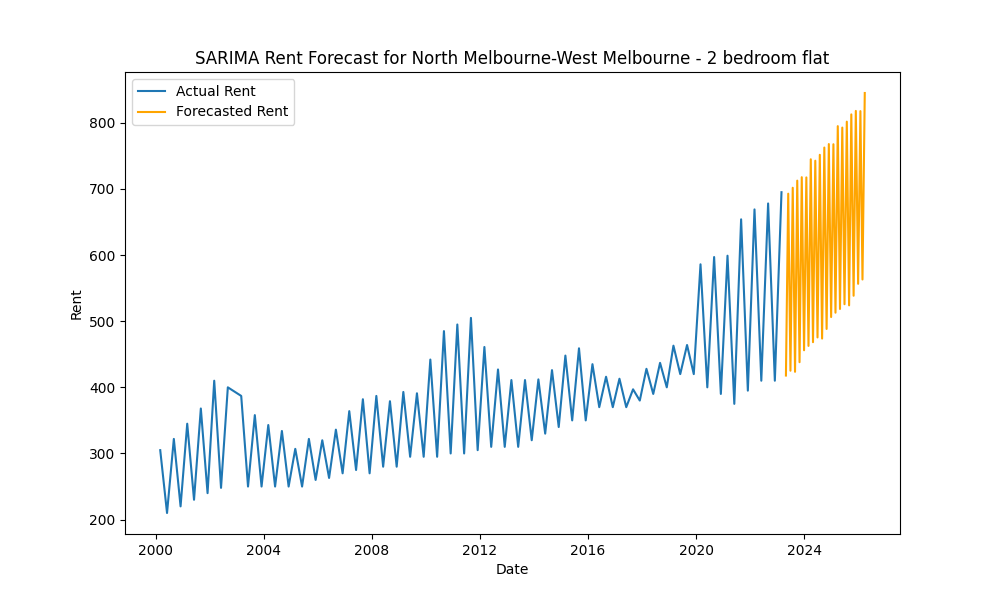 SARIMA Rent Forecast for North Melbourne-West Melbourne - 2 bedroom flat
Actual Rent
Forecasted Rent
800
700
600
500
400
300
200
Rent
2000
2004
2008
2012
2016
2020
2024
Date